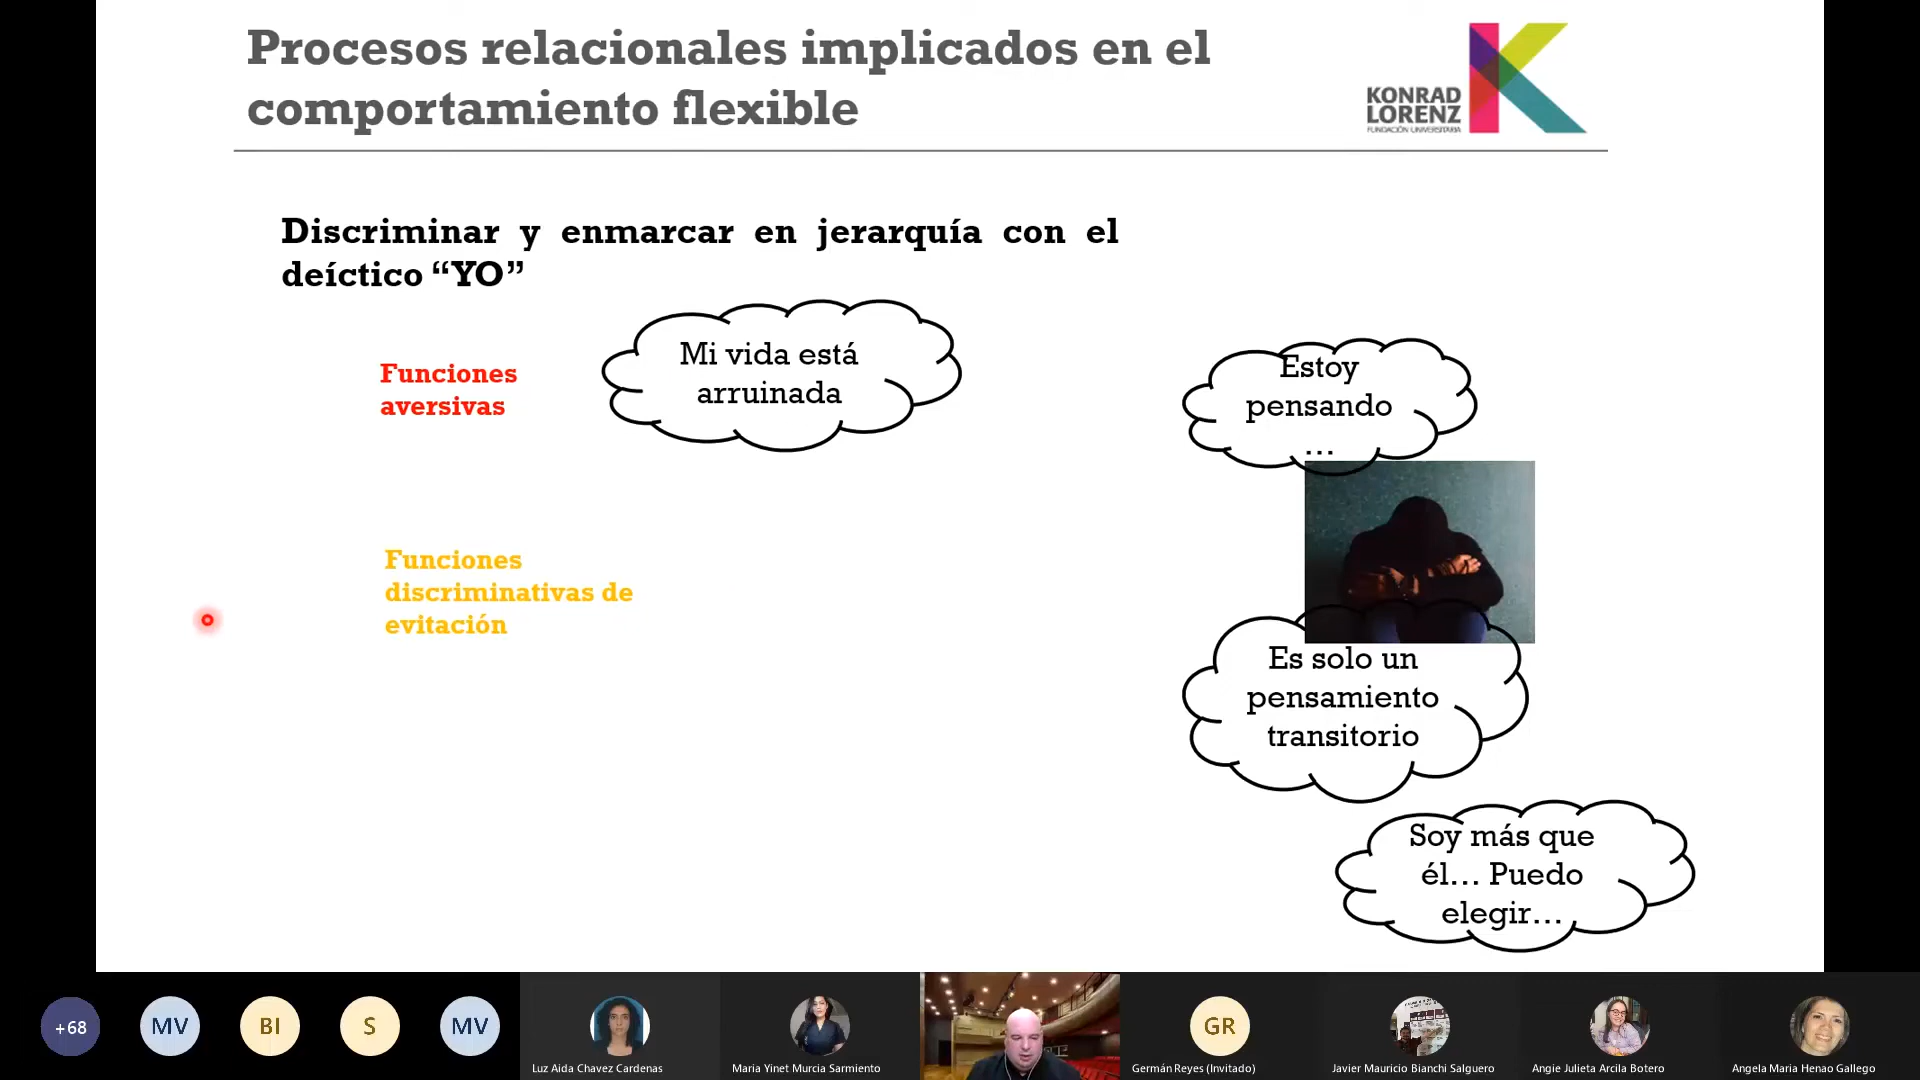 Procesos relacionales implicados en el
comportamiento flexible
KONRAD
LORENZ
FUNDACIÓN UNIVERSITARIA
Discriminar y enmarcar en jerarquía con el
deíctico “YO”
Funciones
aversivas
Mi vida está
arruinada
Estoy
pensando
...
Funciones
discriminativas de
evitación
Es solo un
pensamiento
transitorio
Soy más que
él... Puedo
elegir...
+68
MV
BI
S
MV
GR
Luz Aida Chavez Cardenas
Maria Yinet Murcia Sarmiento
Germán Reyes (Invitado)
Javier Mauricio Bianchi Salguero
Angie Julieta Arcila Botero
Angela Maria Henao Gallego